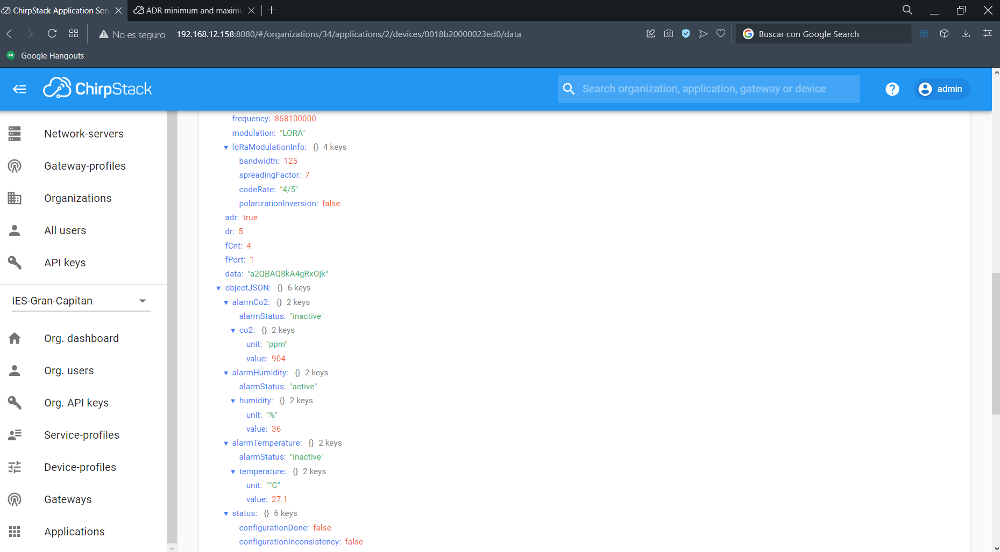 ChirpStack Application Serv
ADR minimum and maximu
No es seguro
192.168.12.158:8080/#/organizations/34/applications/2/devices/0018b20000023ed0/data
Buscar con Google Search
Google Hangouts
ChirpStack
Search organization, application, gateway or device
?
admin
Network-servers
Gateway-profiles
Organizations
All users
API keys
IES-Gran-Capitan
Org. dashboard
Org. users
Org. API keys
Service-profiles
Device-profiles
Gateways
Applications
frequency: 868100000
modulation: "LORA"
loRaModulationInfo: {} 4 keys
bandwidth: 125
spreadingFactor: 7
codeRate: "4/5"
polarizationInversion: false
adr: true
dr: 5
fCnt: 4
fPort: 1
data: "a2QBAQ8kA4gRxOjk"
objectJSON: {} 6 keys
alarmCo2: {} 2 keys
alarmStatus: "inactive"
co2: {} 2 keys
unit: "ppm"
value: 904
alarmHumidity: {} 2 keys
alarmStatus: "active"
humidity: {} 2 keys
unit: "%"
value: 36
alarmTemperature: {} 2 keys
alarmStatus: "inactive"
temperature: {} 2 keys
unit: "°C"
value: 27.1
status: {} 6 keys
configurationDone: false
configurationInconsistency: false